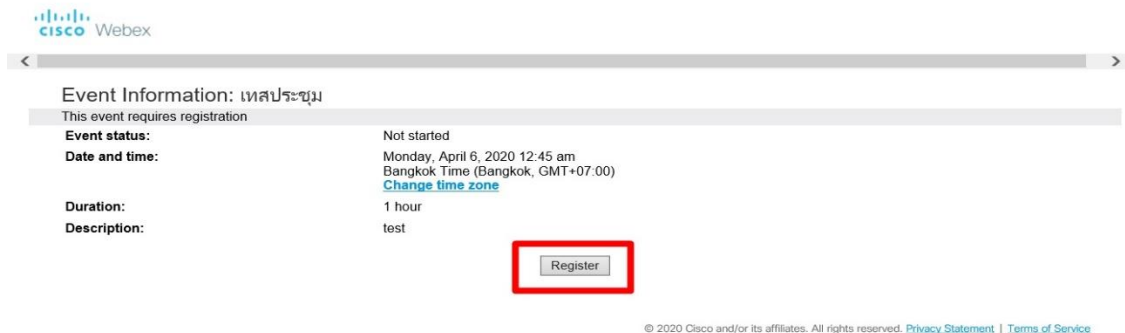 cisco Webex
Event Information: เทสประชุม
This event requires registration
Event status: Not started
Date and time: Monday, April 6, 2020 12:45 am
Bangkok Time (Bangkok, GMT+07:00)
Change time zone
Duration: 1 hour
Description: test
Register
© 2020 Cisco and/or its affiliates. All rights reserved. Privacy Statement | Terms of Service